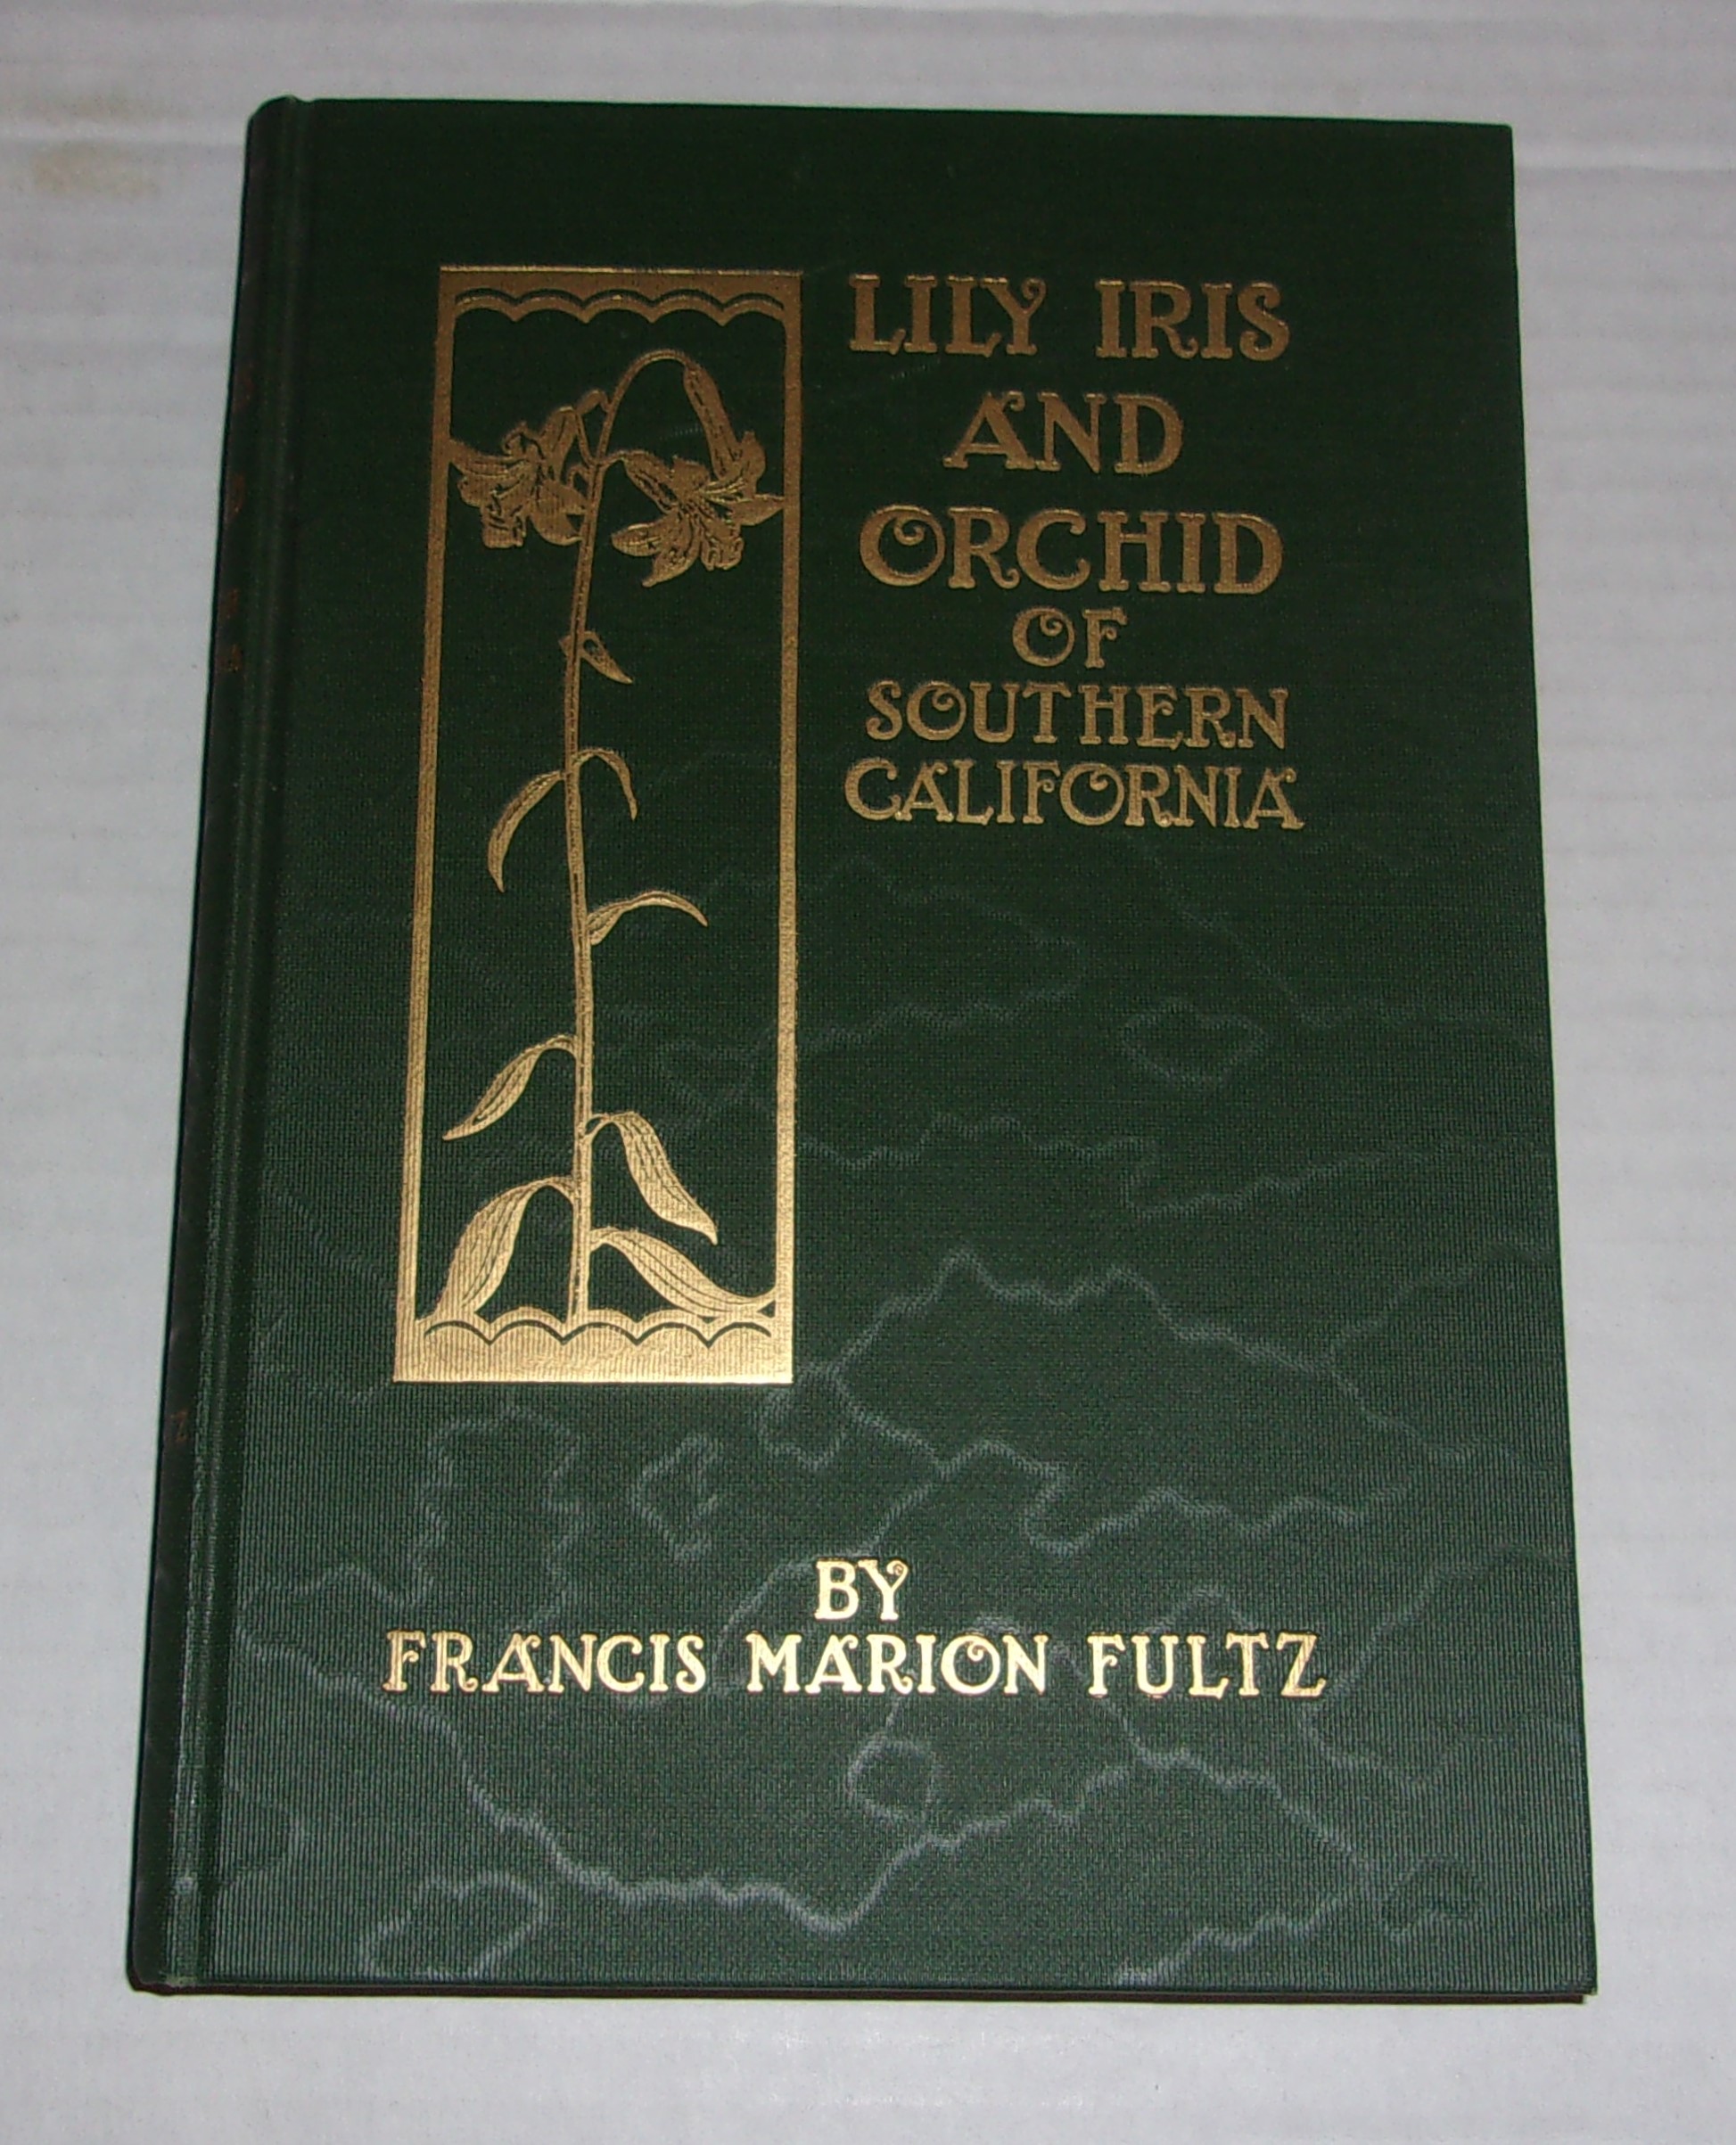 LILY IRIS
AND
ORCHID
OF
SOUTHERN
CALIFORNIA
BY
FRANCIS MARION FULTZ